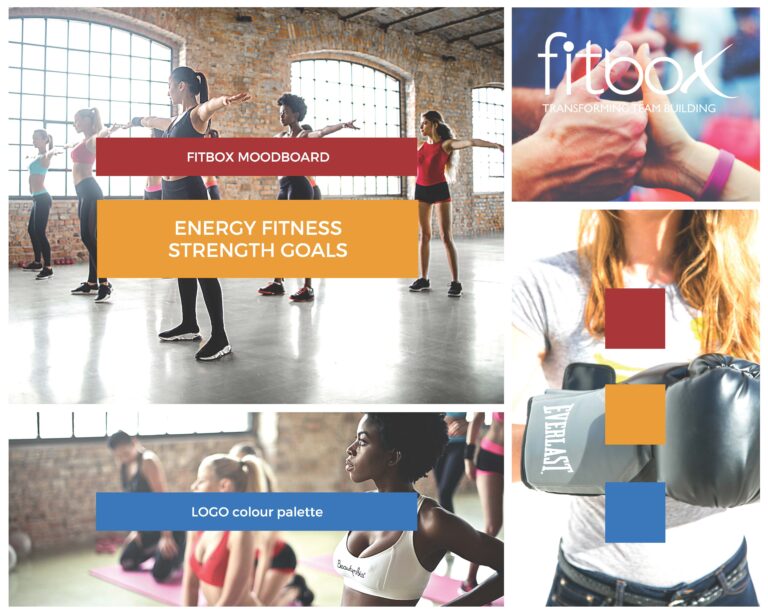 FITBOX MOODBOARD
ENERGY FITNESS
STRENGTH GOALS
fitbox
TRANSFORMING TEAM BUILDING
EVERLAST
LOGO colour palette